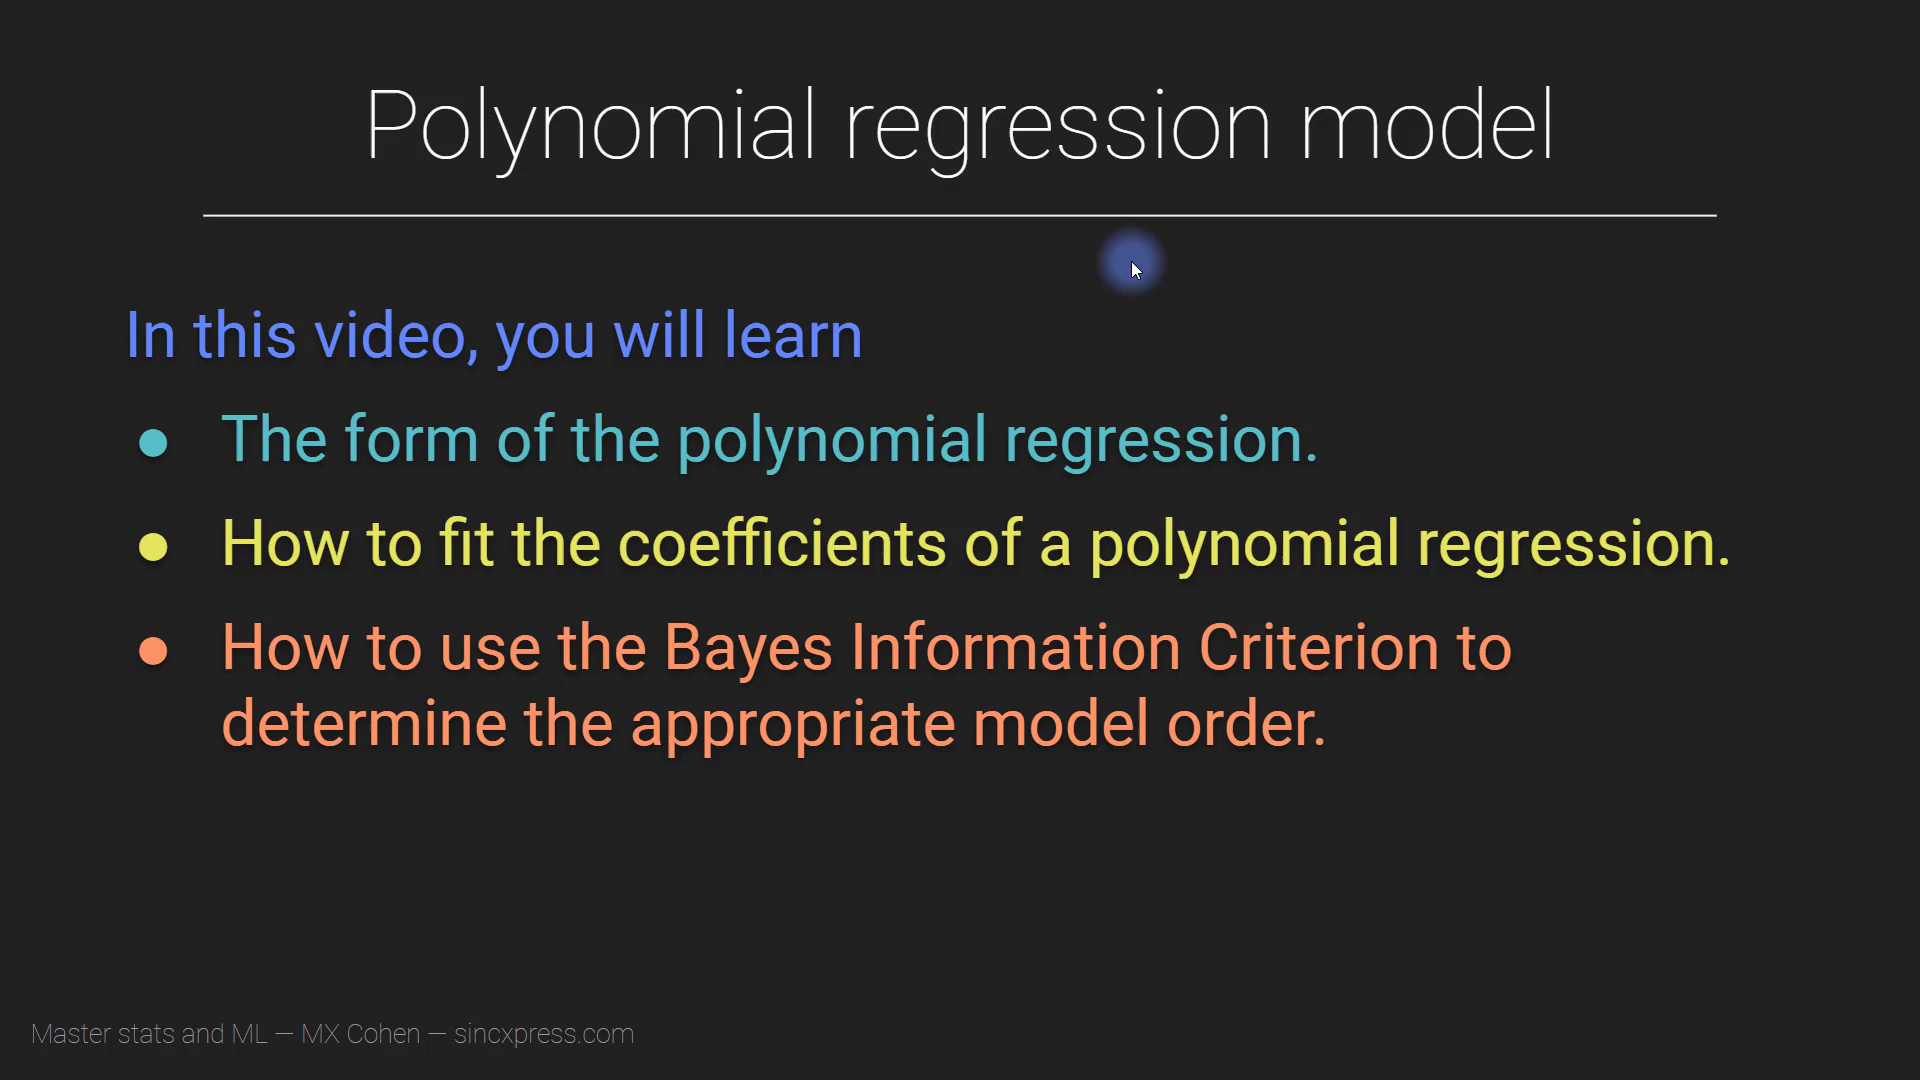 Polynomial regression model
In this video, you will learn
● The form of the polynomial regression.
● How to fit the coefficients of a polynomial regression.
● How to use the Bayes Information Criterion to
determine the appropriate model order.
Master stats and ML — MX Cohen — sincxpress.com